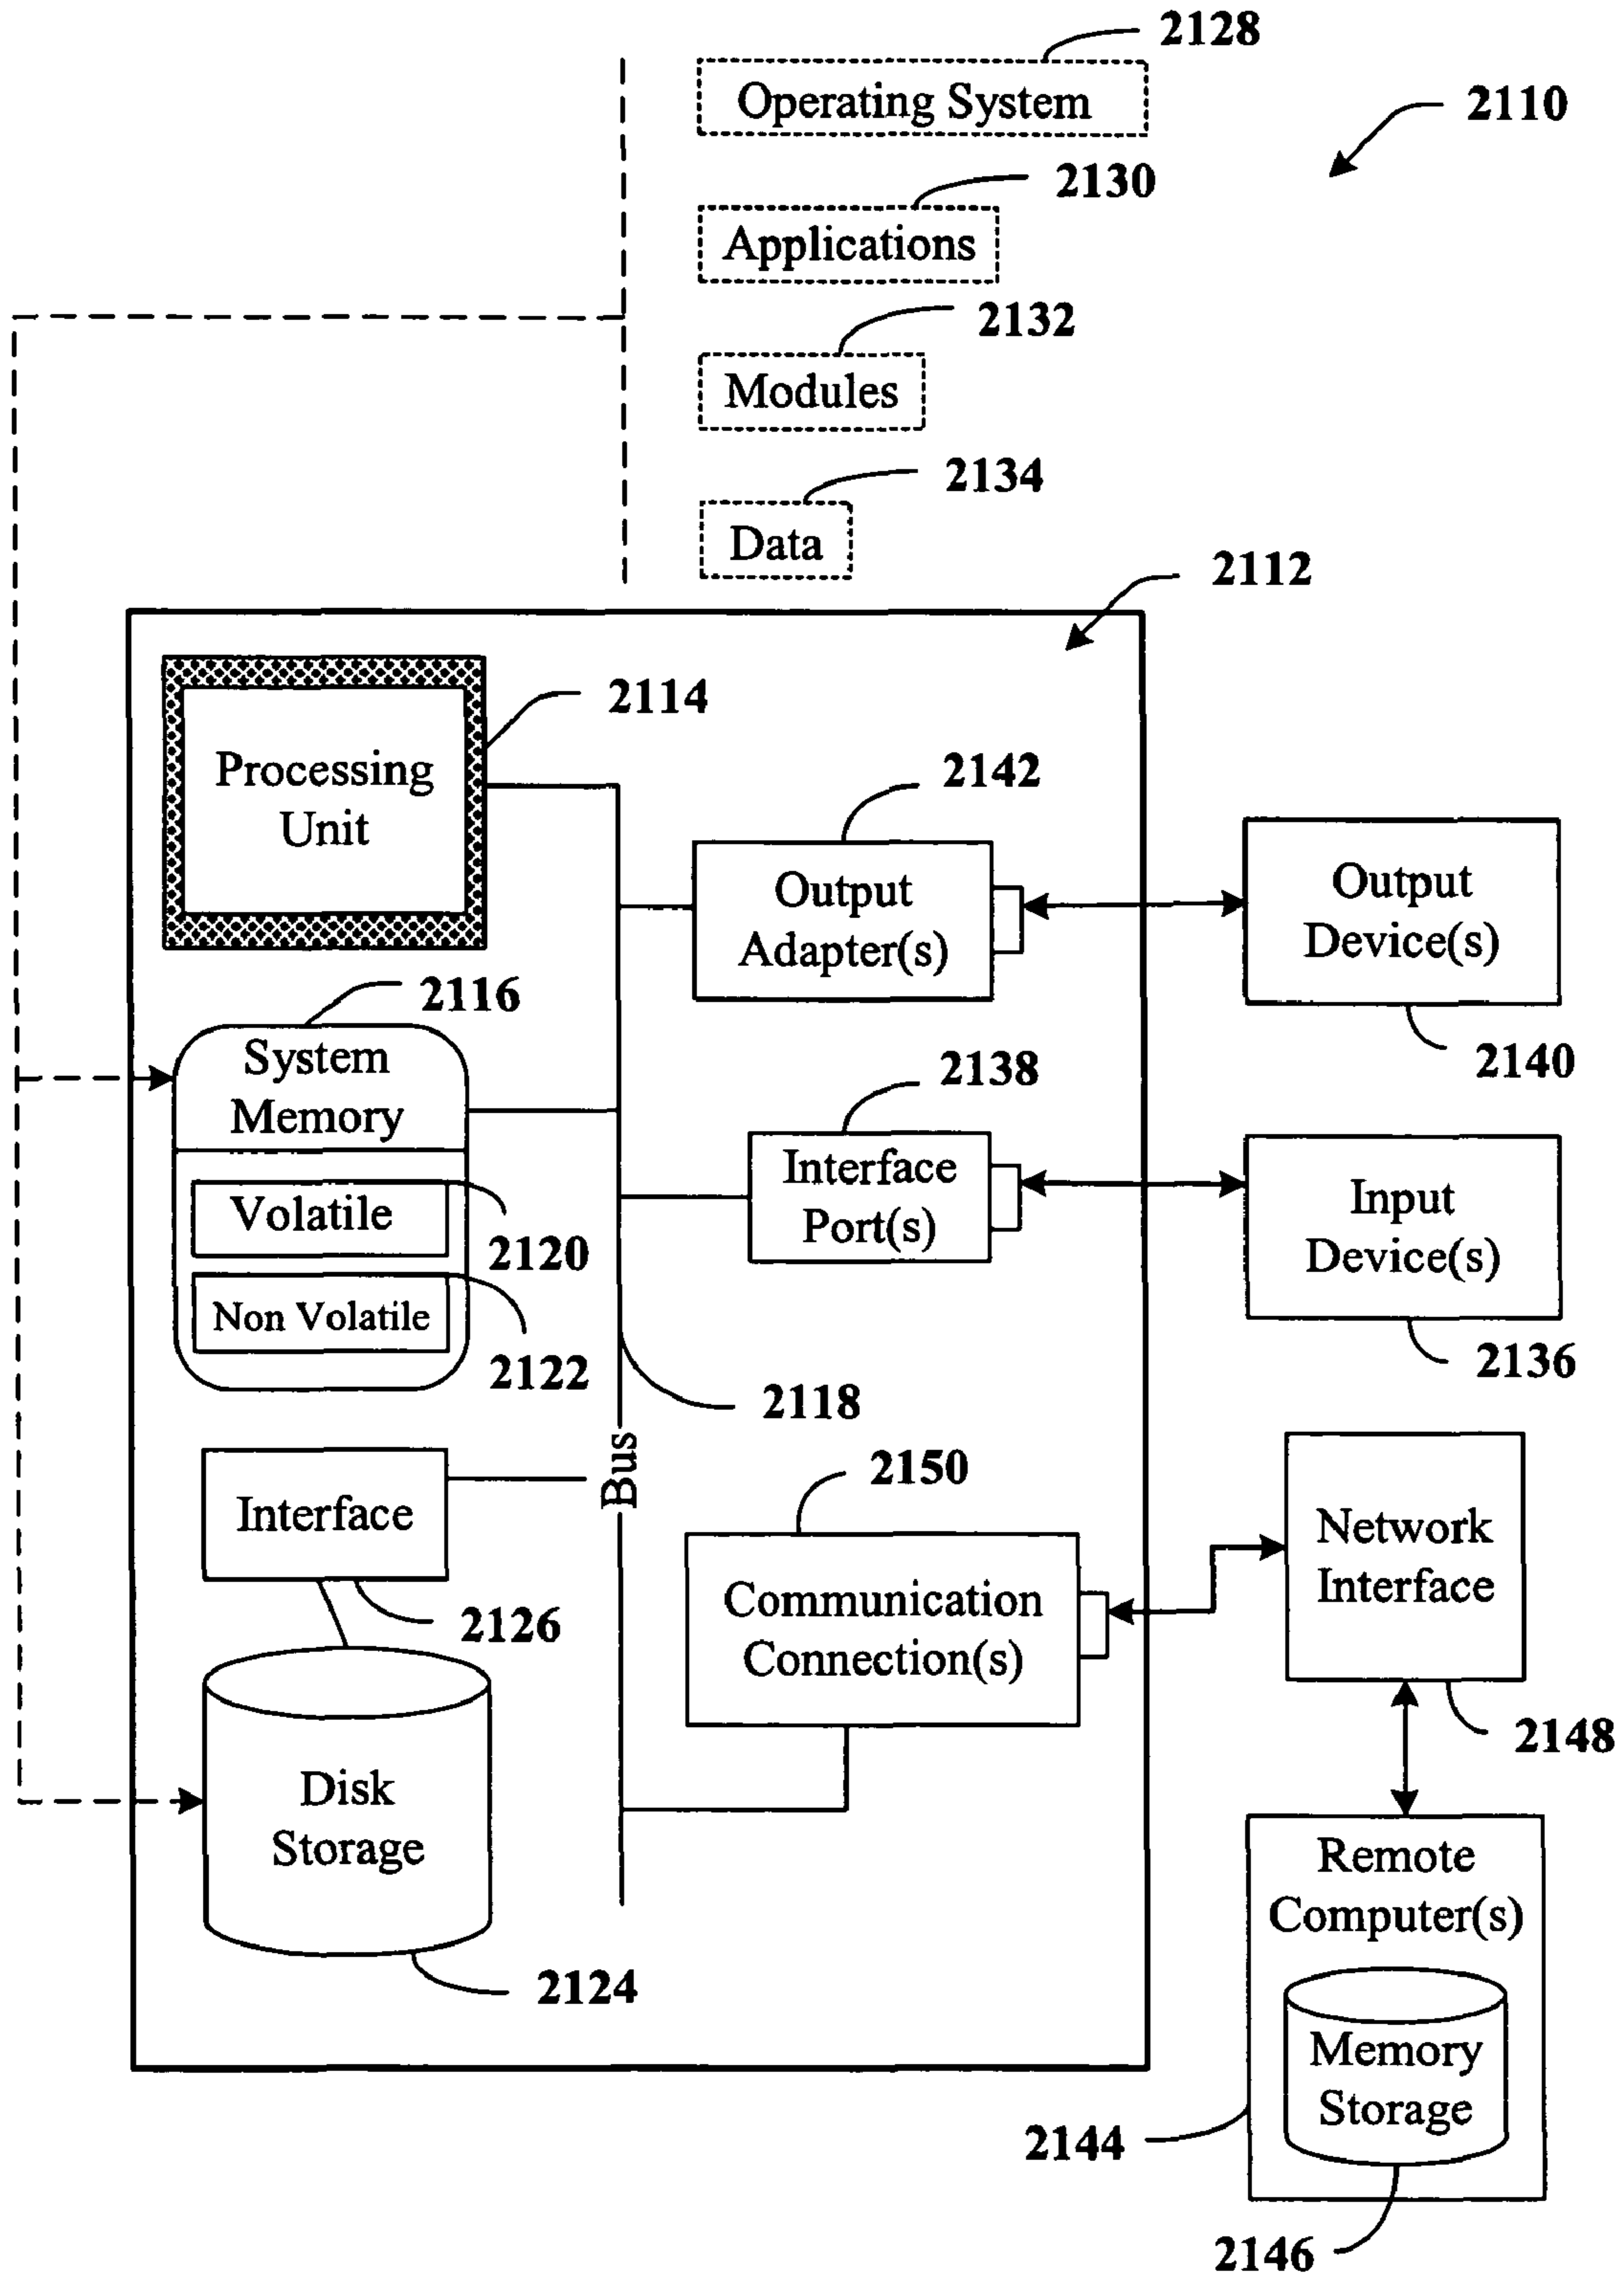 2128
Operating System
2110
2130
Applications
2132
Modules
2134
Data
2112
2114
Processing
Unit
2142
Output
Adapter(s)
Output
Device(s)
2140
2116
System
Memory
2138
Interface
Port(s)
Input
Device(s)
2136
Volatile
2120
Non Volatile
2122
2118
Bus
Interface
2126
2150
Communication
Connection(s)
Network
Interface
2148
Disk
Storage
2124
Remote
Computer(s)
Memory
Storage
2144
2146